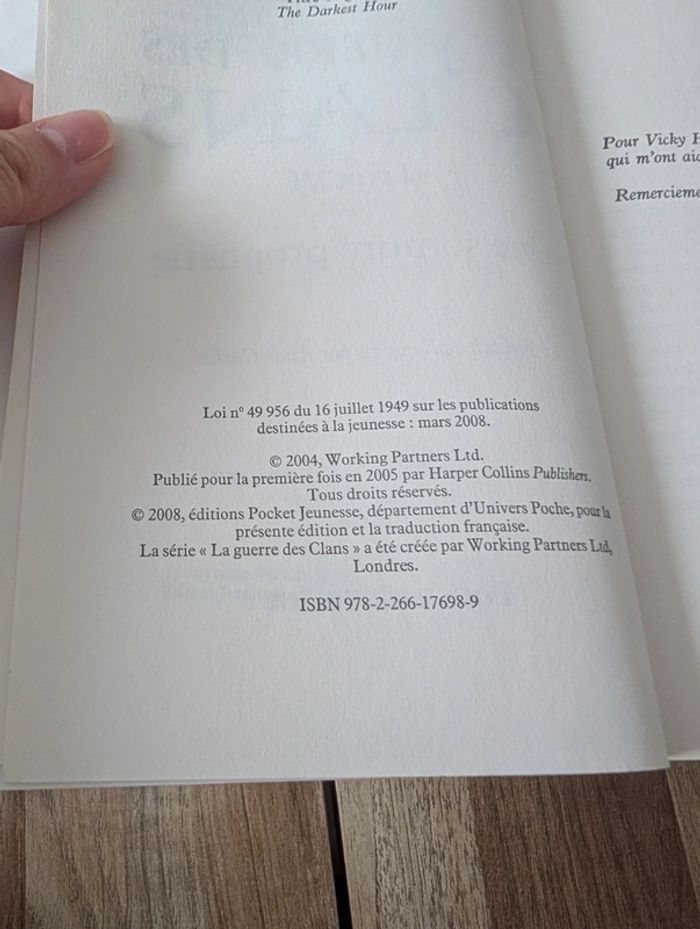 The Darkest Hour
Loi nº 49 956 du 16 juillet 1949 sur les publications
destinées à la jeunesse : mars 2008.
© 2004, Working Partners Ltd.
Publié pour la première fois en 2005 par Harper Collins Publishers.
Tous droits réservés.
© 2008, éditions Pocket Jeunesse, département d'Univers Poche, pour la
présente édition et la traduction française.
La série « La guerre des Clans » a été créée par Working Partners Ltd,
Londres.
ISBN 978-2-266-17698-9
Pour Vicky
qui m'ont